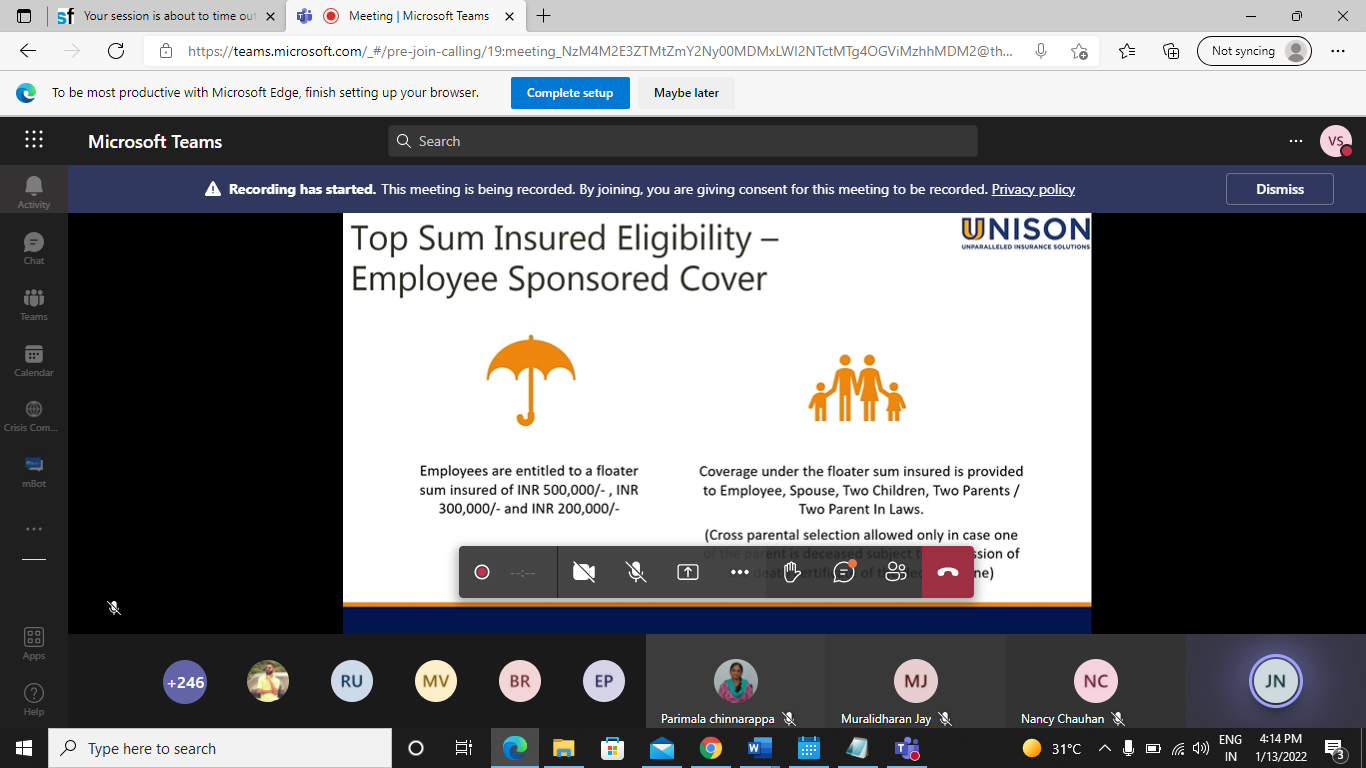 Your session is about to time out
Meeting | Microsoft Teams
https://teams.microsoft.com/_#/pre-join-calling/19:meeting_NzM4M2E3ZTMtZmY2Ny00MDMxLWI2NTctMTg4OGViMzhhMDM2@th...
Not syncing
To be most productive with Microsoft Edge, finish setting up your browser.
Complete setup
Maybe later
Microsoft Teams
Search
VS
Recording has started. This meeting is being recorded. By joining, you are giving consent for this meeting to be recorded. Privacy policy
Dismiss
Activity
Chat
Teams
Calendar
Crisis Com...
mBot
Apps
Help
Top Sum Insured Eligibility –
Employee Sponsored Cover
UNISON
UNPARALLELED INSURANCE SOLUTIONS
Employees are entitled to a floater
sum insured of INR 500,000/- , INR
300,000/- and INR 200,000/-
Coverage under the floater sum insured is provided
to Employee, Spouse, Two Children, Two Parents /
Two Parent In Laws.
(Cross parental selection allowed only in case one
of the parent is deceased subject
of
--:--
+246
RU
MV
BR
EP
Parimala chinnarappa
MJ
Muralidharan Jay
NC
Nancy Chauhan
JN
Type here to search
31°C
ENG
IN
4:14 PM
1/13/2022
3